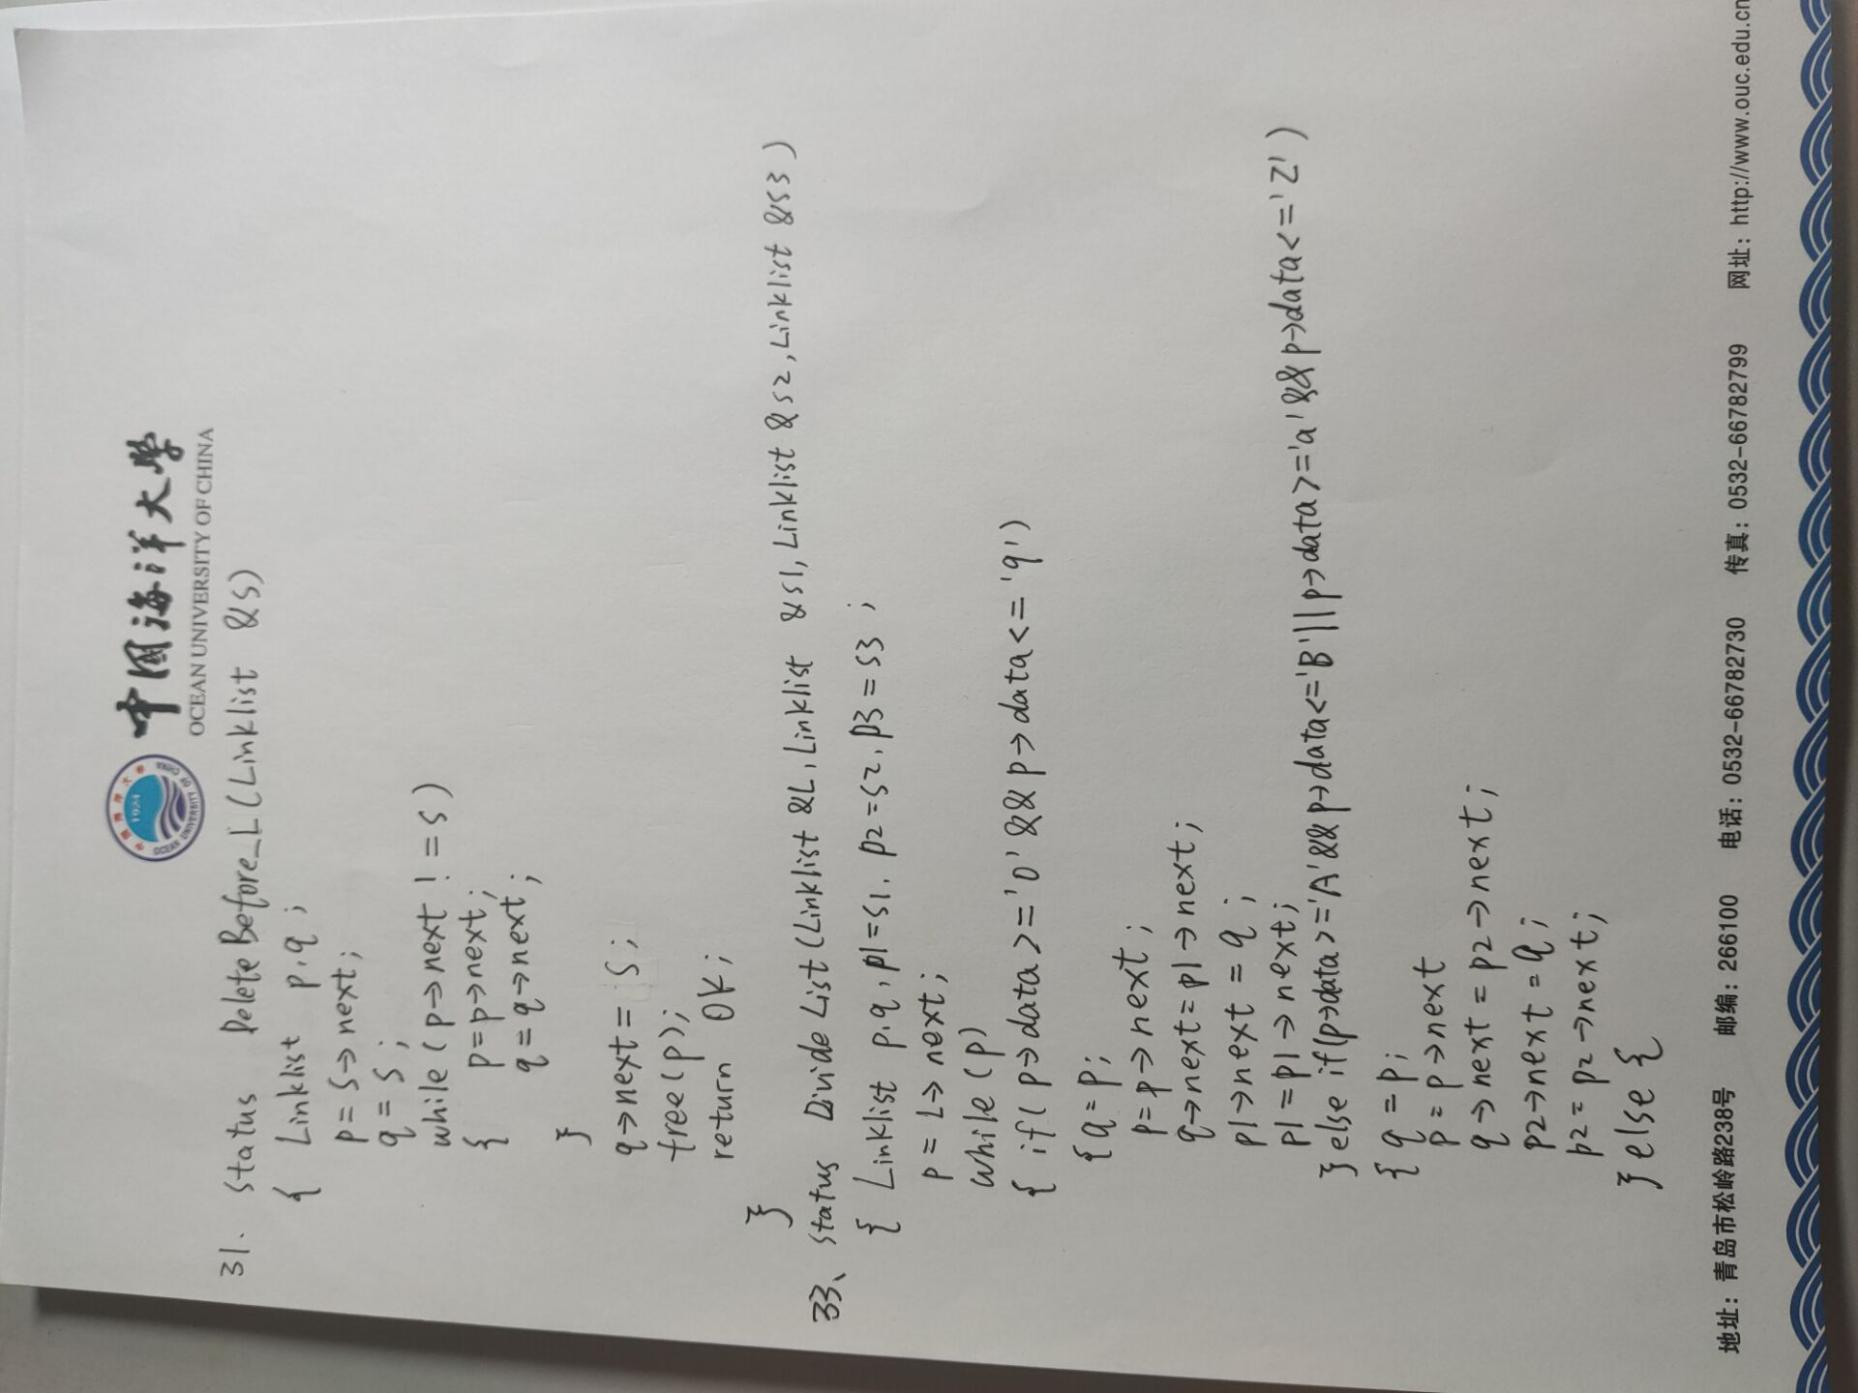 中国海洋大学
OCEAN UNIVERSITY OF CHINA
31. status DeleteBefore_L(Linklist &S)
{ Linklist p,q;
p=S->next;
q=S;
while(p->next!=S)
{ p=p->next;
q=q->next;
}
q->next=S;
free(p);
return OK;
}
33、status DivideList(Linklist &L,Linklist &S1,Linklist &S2,Linklist &S3)
{ Linklist p,q,p1=S1,p2=S2,p3=S3;
p=L->next;
while(p)
{ if(p->data>='0'&&p->data<='9')
{q=p;
p=p->next;
q->next=p1->next;
p1->next=q;
p1=p1->next;
}else if(p->data>='A'&&p->data<='B'||p->data>='a'&&p->data<='Z')
{q=p;
p=p->next
q->next=p2->next;
p2->next=q;
p2=p2->next;
}else{
地址：青岛市松岭路238号 邮编：266100 电话：0532-66782730 传真：0532-66782799 网址：http://www.ouc.edu.cn